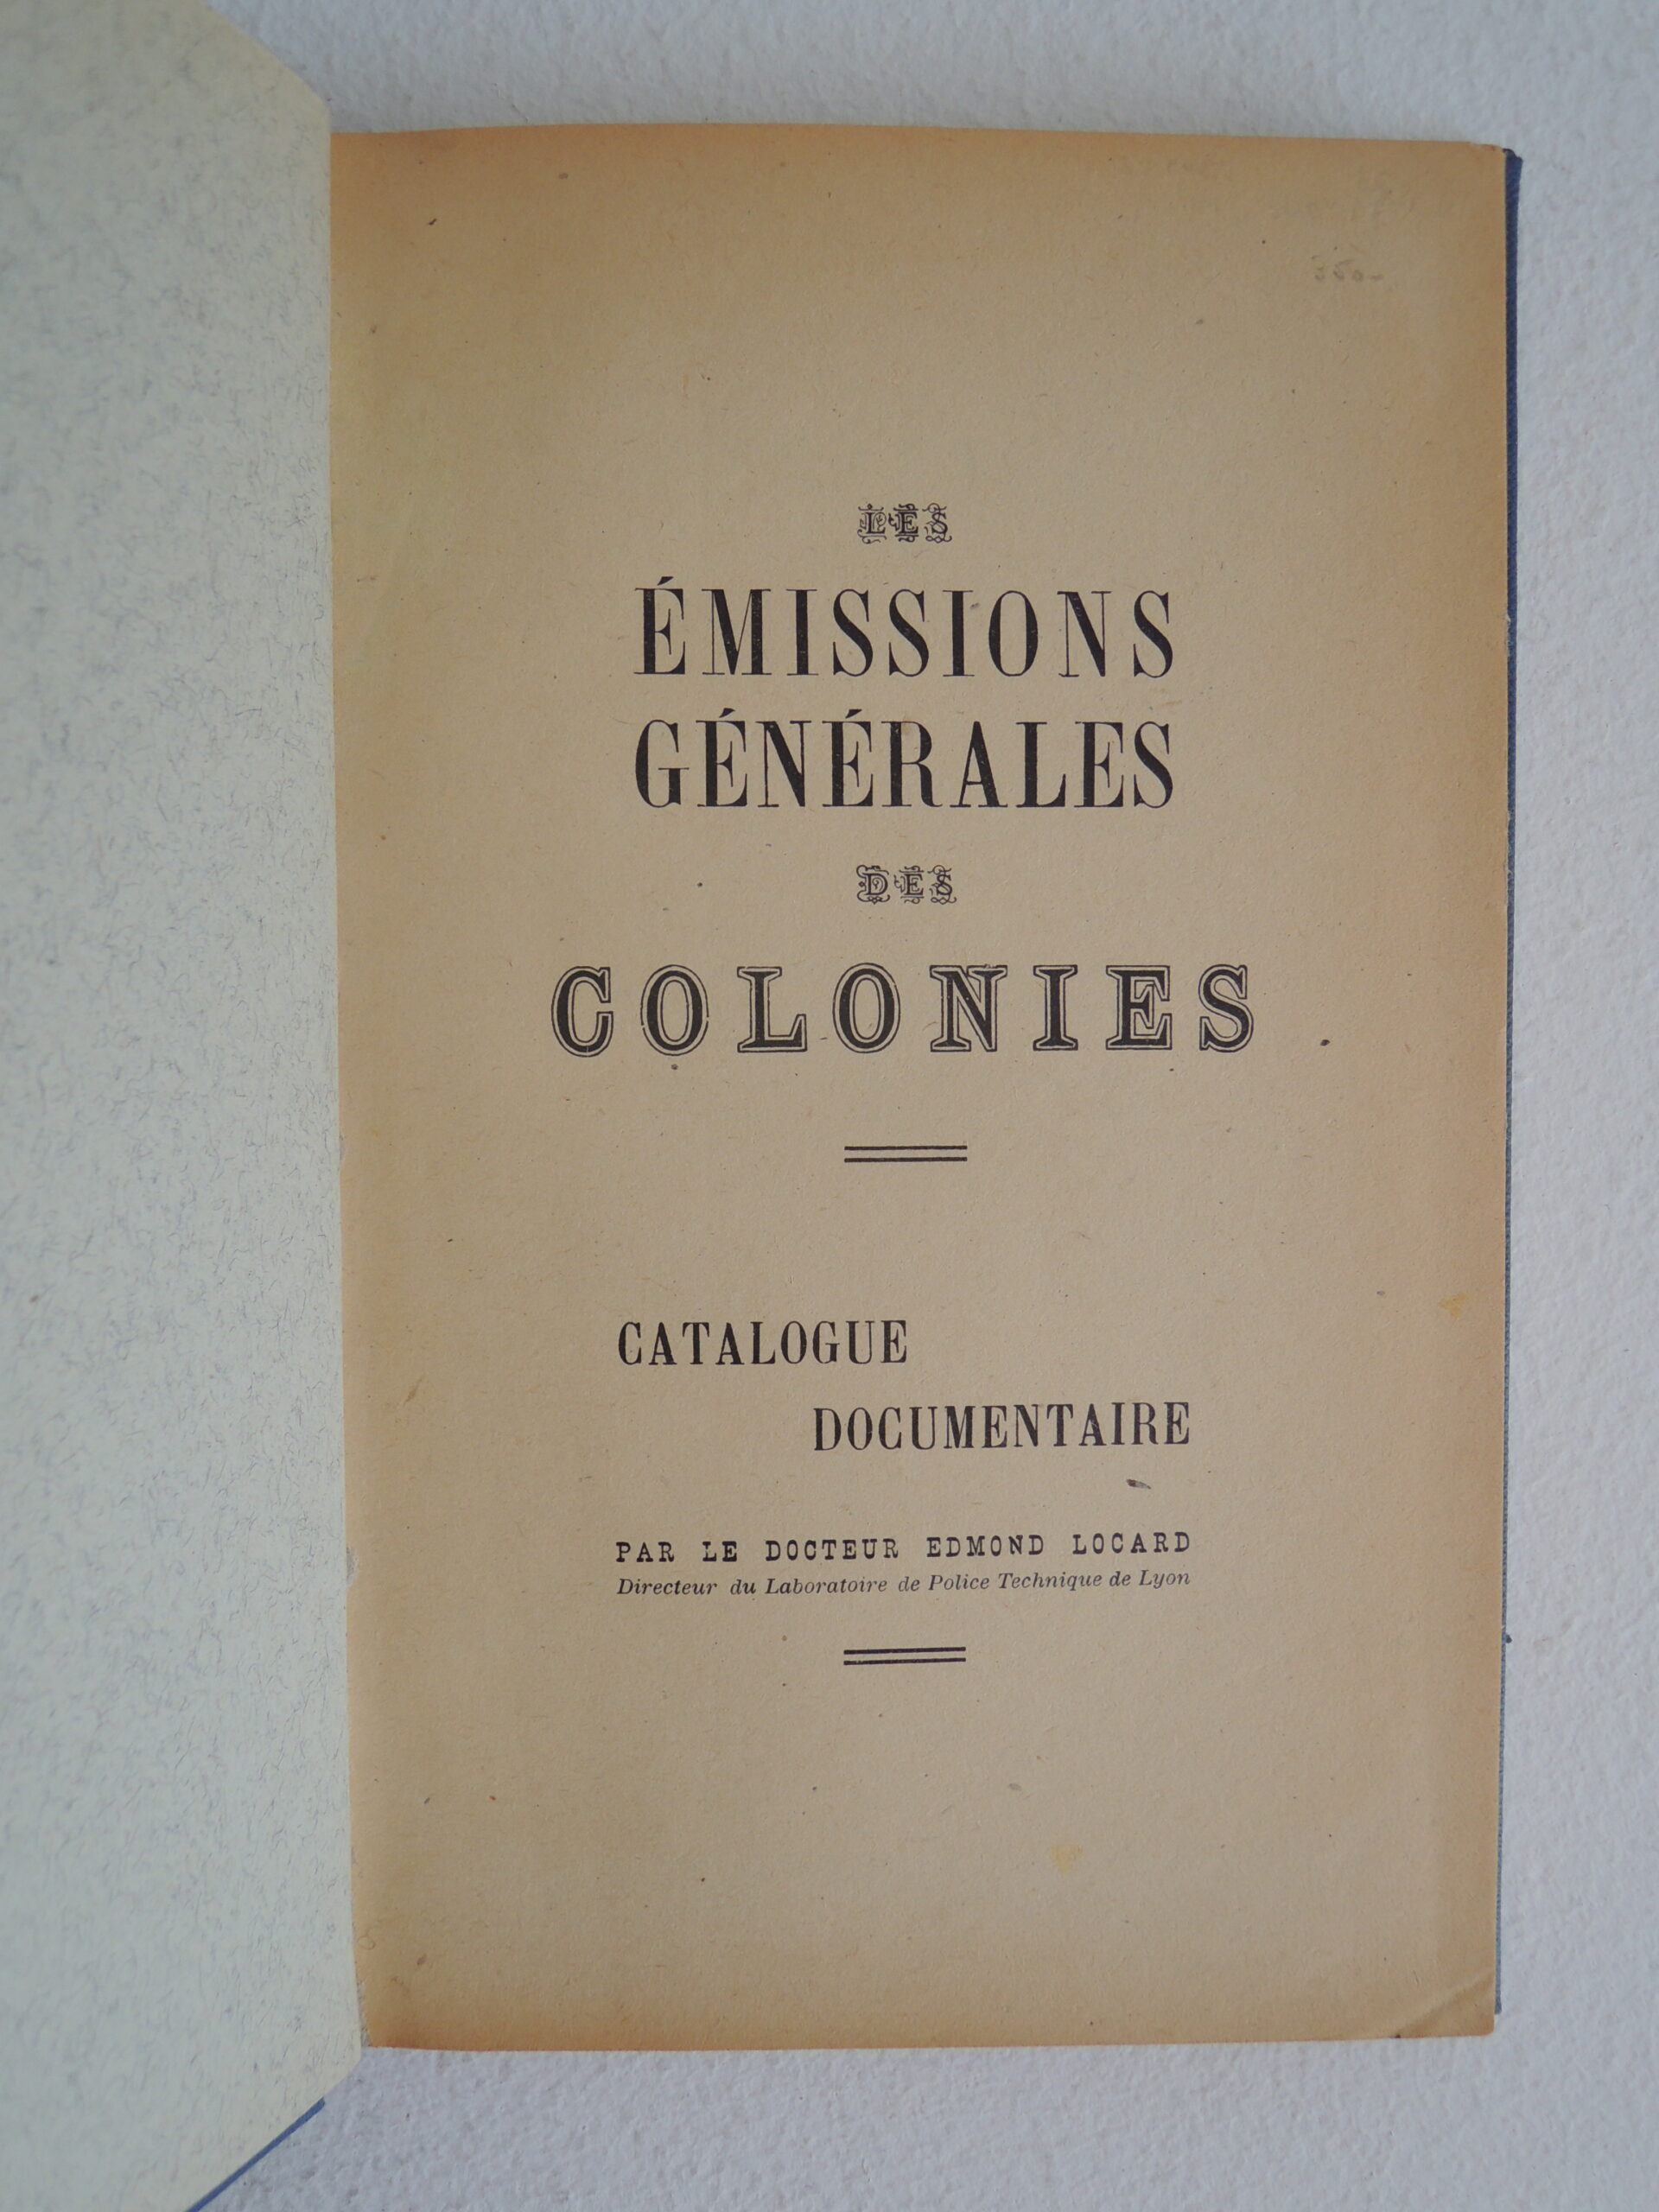 LES
ÉMISSIONS
GÉNÉRALES
DES
COLONIES
CATALOGUE
DOCUMENTAIRE
PAR LE DOCTEUR EDMOND LOCARD
Directeur du Laboratoire de Police Technique de Lyon